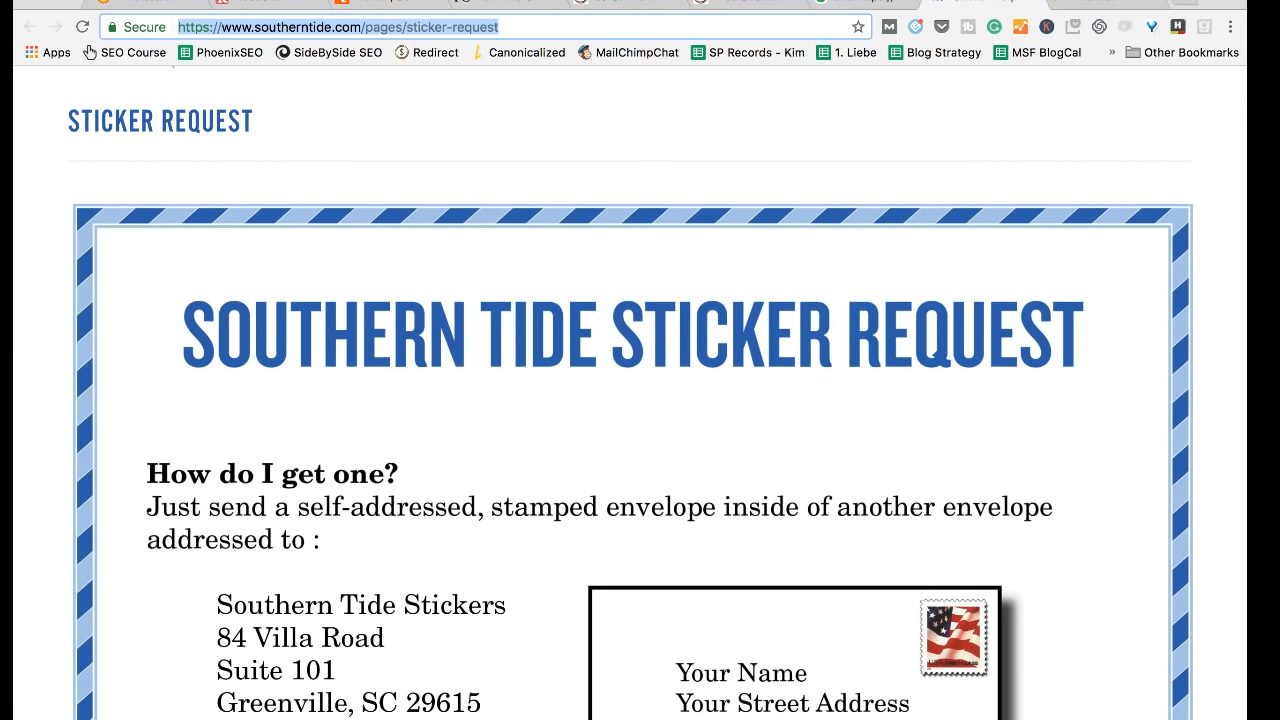 Secure https://www.southerntide.com/pages/sticker-request
Apps SEO Course PhoenixSEO SideBySide SEO Redirect Canonicalized MailChimpChat SP Records - Kim 1. Liebe Blog Strategy MSF BlogCal » Other Bookmarks
STICKER REQUEST
SOUTHERN TIDE STICKER REQUEST
How do I get one?
Just send a self-addressed, stamped envelope inside of another envelope
addressed to :
Southern Tide Stickers
84 Villa Road
Suite 101
Greenville, SC 29615
Your Name
Your Street Address